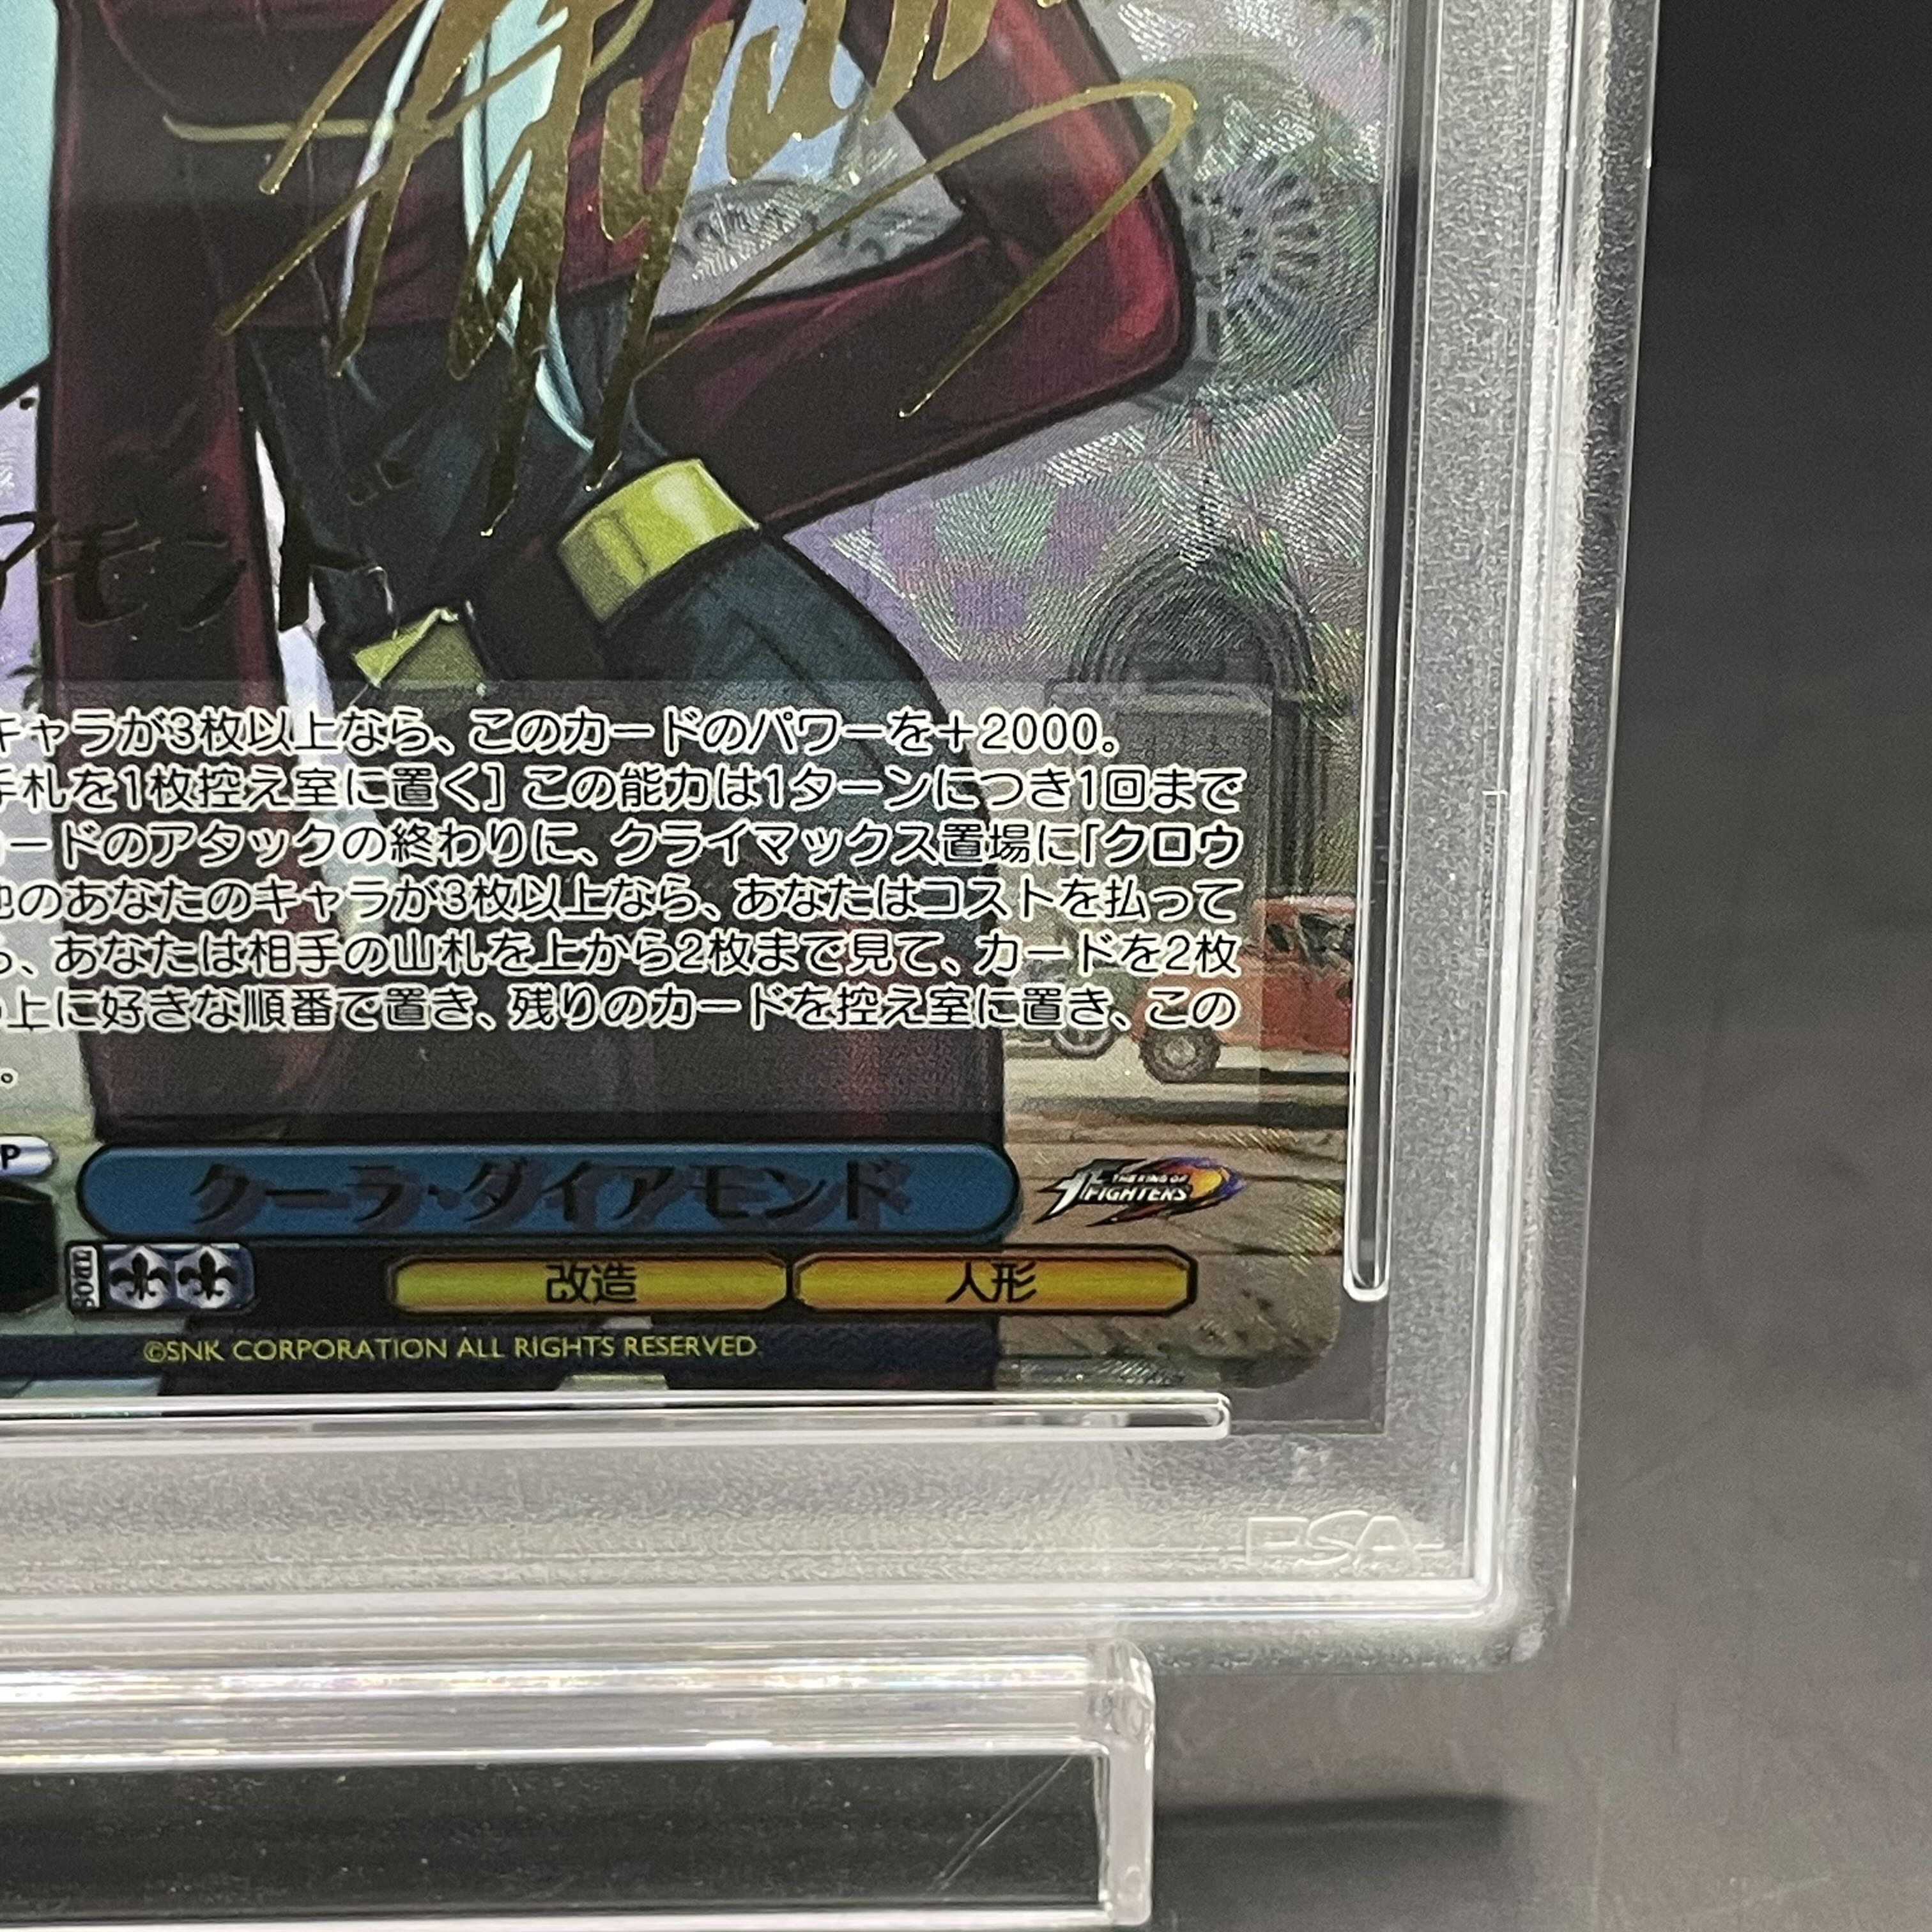 アモンド
キャラが3枚以上なら、このカードのパワーを+2000。
手札を1枚控え室に置く］ この能力は1ターンにつき1回まで
ードのアタックの終わりに、クライマックス置場に「クロウ
他のあなたのキャラが3枚以上なら、あなたはコストを払って
ら、あなたは相手の山札を上から2枚まで見て、カードを2枚
の上に好きな順番で置き、残りのカードを控え室に置き、この
。
P
クーラ・ダイアモンド
THE KING OF FIGHTERS
改造
人形
©SNK CORPORATION ALL RIGHTS RESERVED
PSA